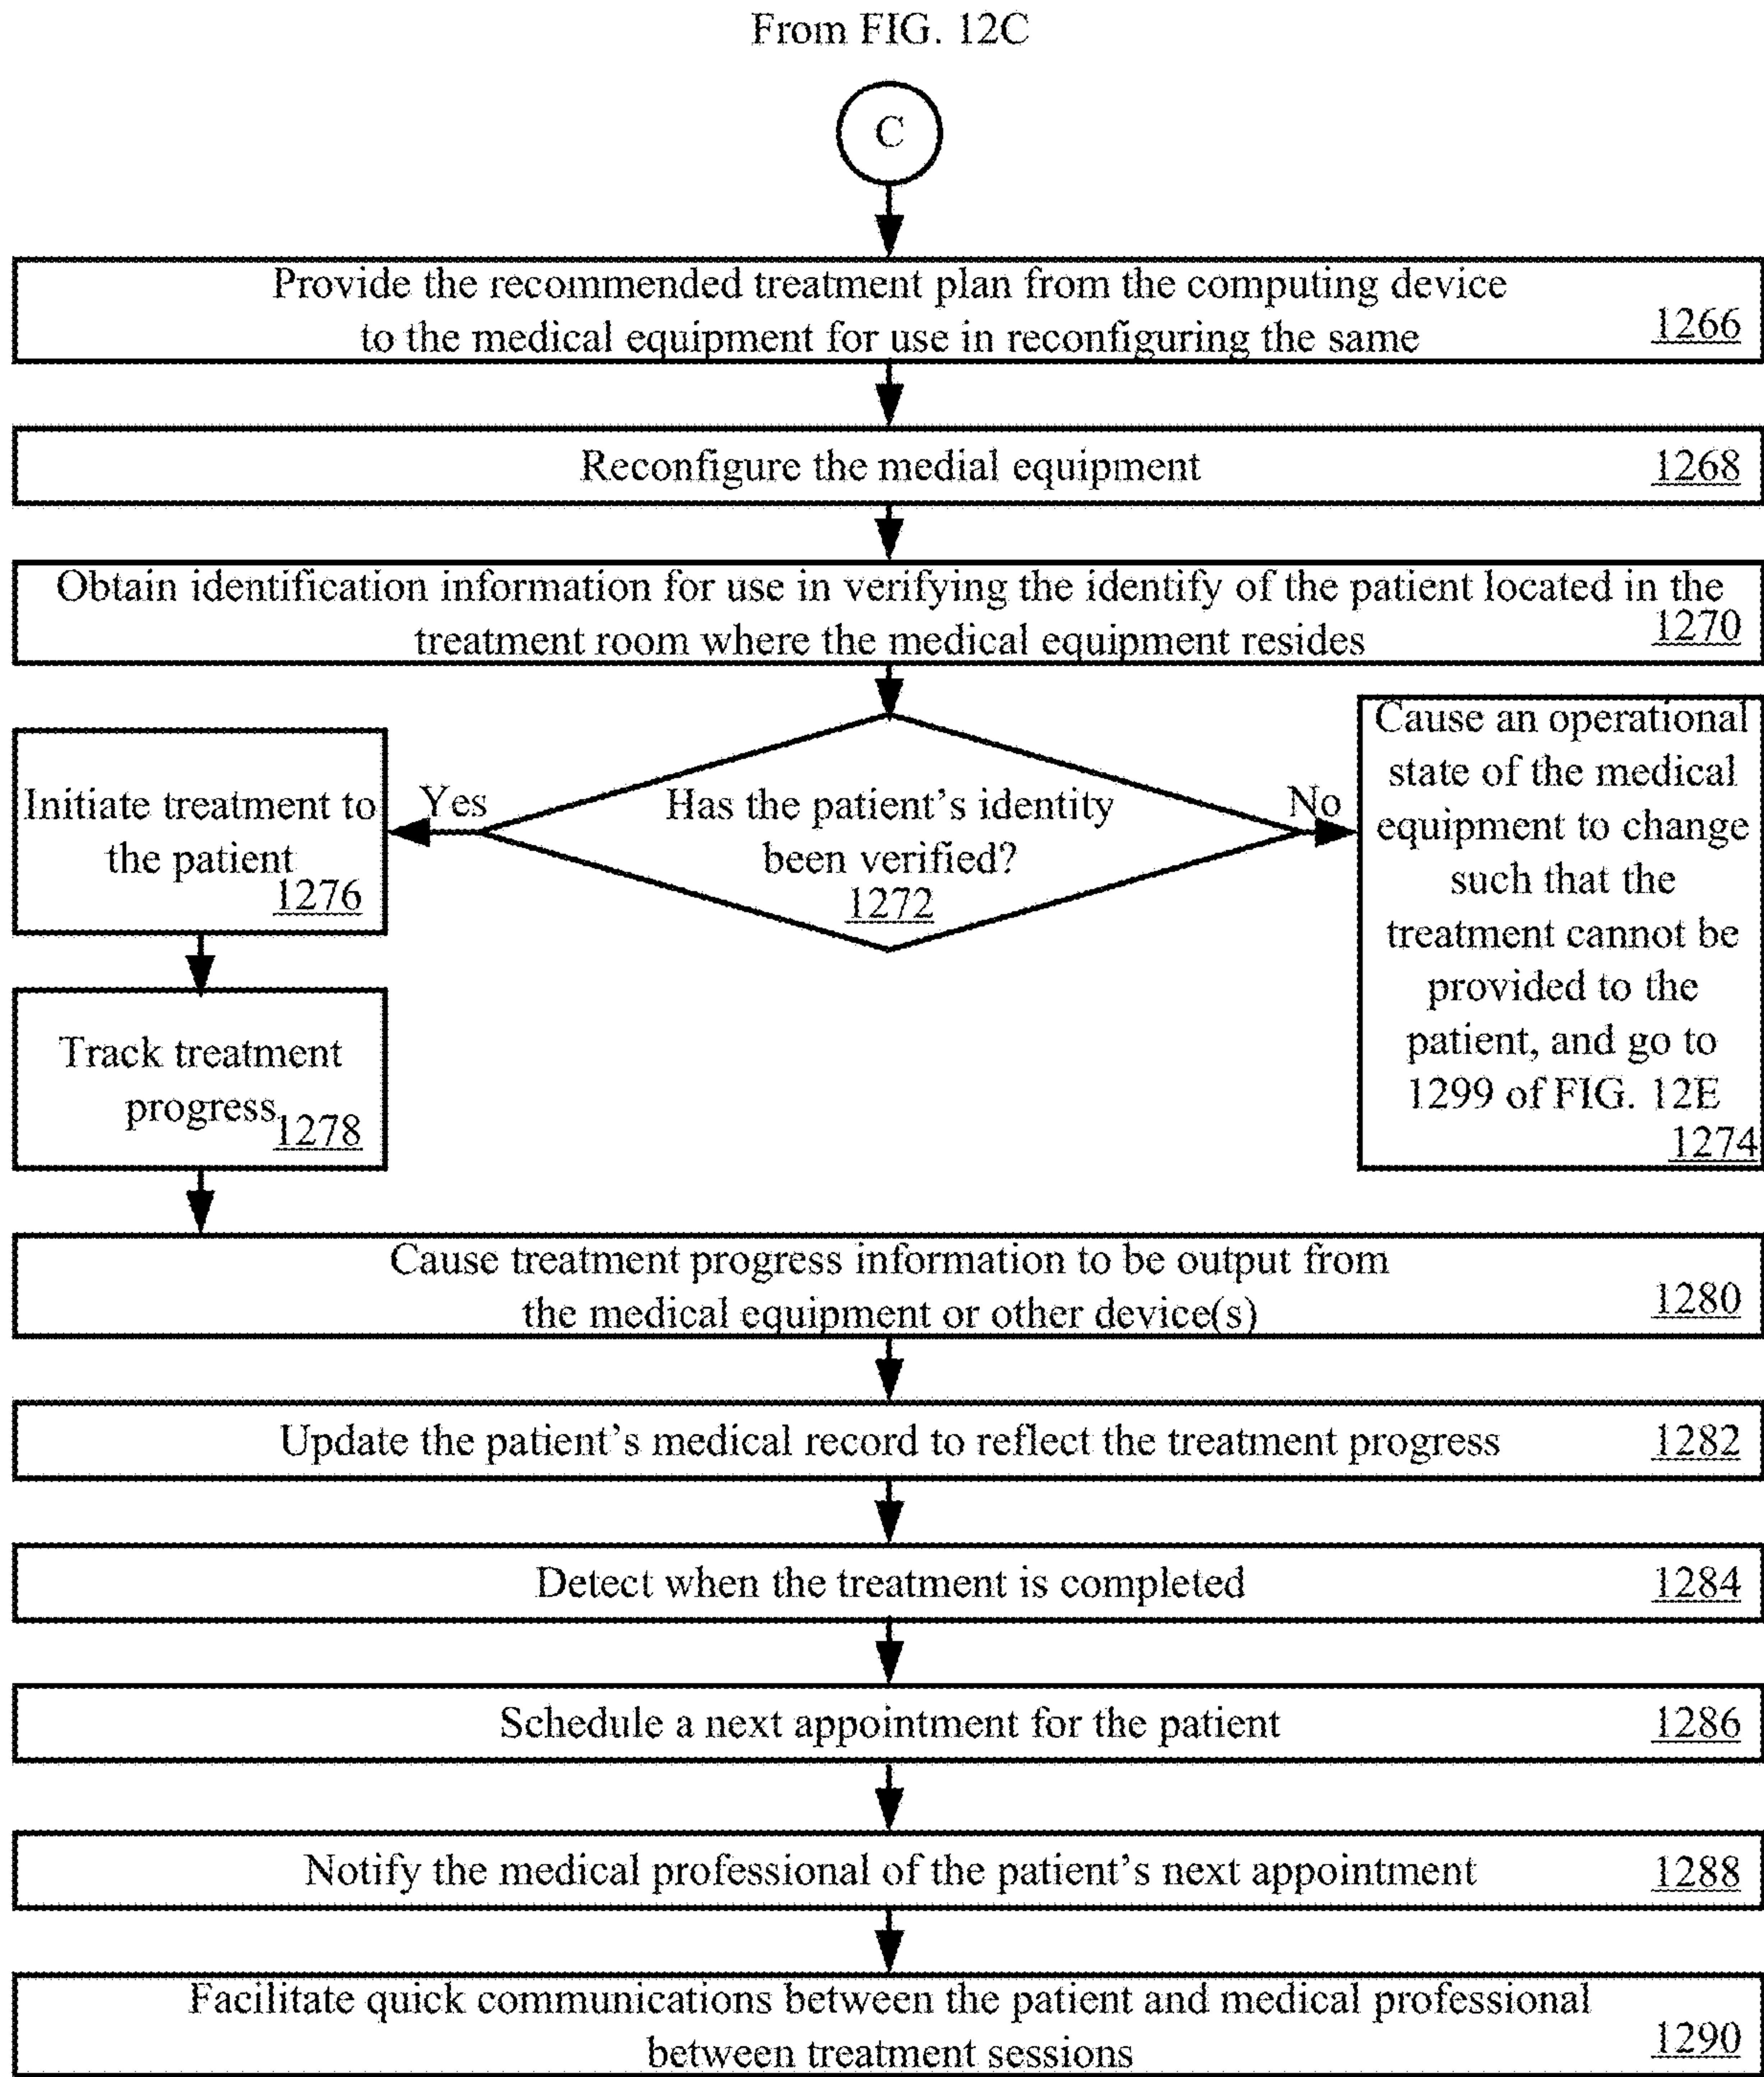 From FIG. 12C
C
Provide the recommended treatment plan from the computing device
to the medical equipment for use in reconfiguring the same
1266
Reconfigure the medial equipment
1268
Obtain identification information for use in verifying the identify of the patient located in the
treatment room where the medical equipment resides
1270
Has the patient's identity
been verified?
1272
Yes
No
Initiate treatment to
the patient
1276
Cause an operational
state of the medical
equipment to change
such that the
treatment cannot be
provided to the
patient, and go to
1299 of FIG. 12E
1274
Track treatment
progress
1278
Cause treatment progress information to be output from
the medical equipment or other device(s)
1280
Update the patient's medical record to reflect the treatment progress
1282
Detect when the treatment is completed
1284
Schedule a next appointment for the patient
1286
Notify the medical professional of the patient's next appointment
1288
Facilitate quick communications between the patient and medical professional
between treatment sessions
1290